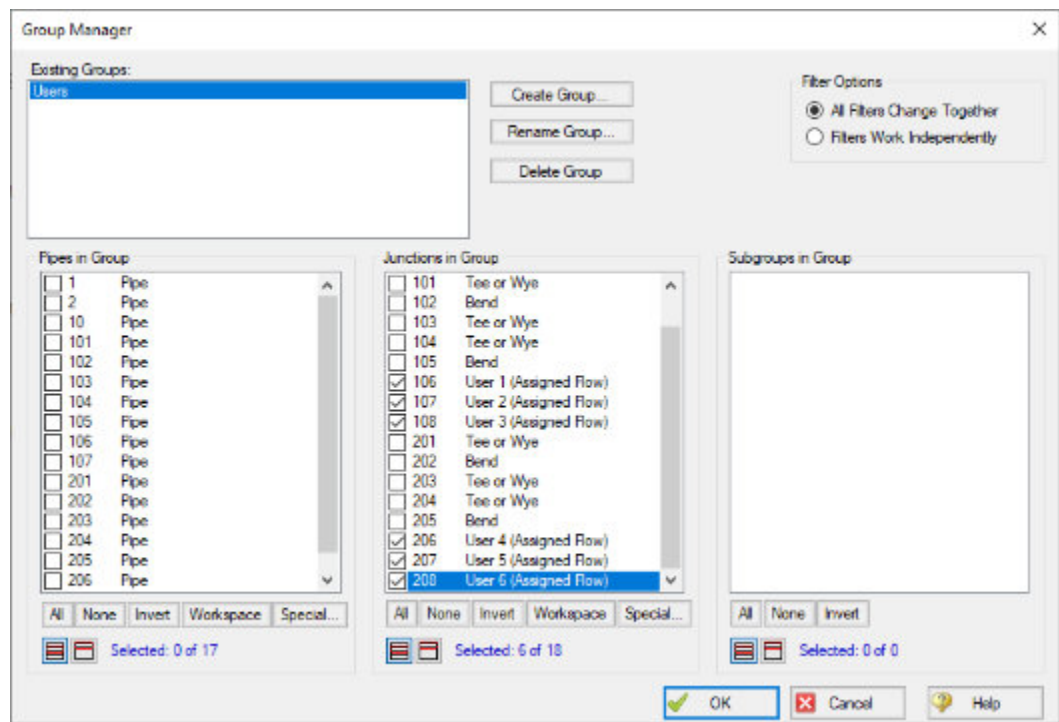 Group Manager
Existing Groups:
Users
Create Group...
Rename Group...
Delete Group
Filter Options
All Filters Change Together
Filters Work Independently
Pipes in Group
1 Pipe
2 Pipe
10 Pipe
101 Pipe
102 Pipe
103 Pipe
104 Pipe
105 Pipe
106 Pipe
107 Pipe
201 Pipe
202 Pipe
203 Pipe
204 Pipe
205 Pipe
206 Pipe
All None Invert Workspace Special...
Selected: 0 of 17
Junctions in Group
101 Tee or Wye
102 Bend
103 Tee or Wye
104 Tee or Wye
105 Bend
106 User 1 (Assigned Flow)
107 User 2 (Assigned Flow)
108 User 3 (Assigned Flow)
201 Tee or Wye
202 Bend
203 Tee or Wye
204 Tee or Wye
205 Bend
206 User 4 (Assigned Flow)
207 User 5 (Assigned Flow)
208 User 6 (Assigned Flow)
All None Invert Workspace Special...
Selected: 6 of 18
Subgroups in Group
All None Invert
Selected: 0 of 0
OK Cancel Help